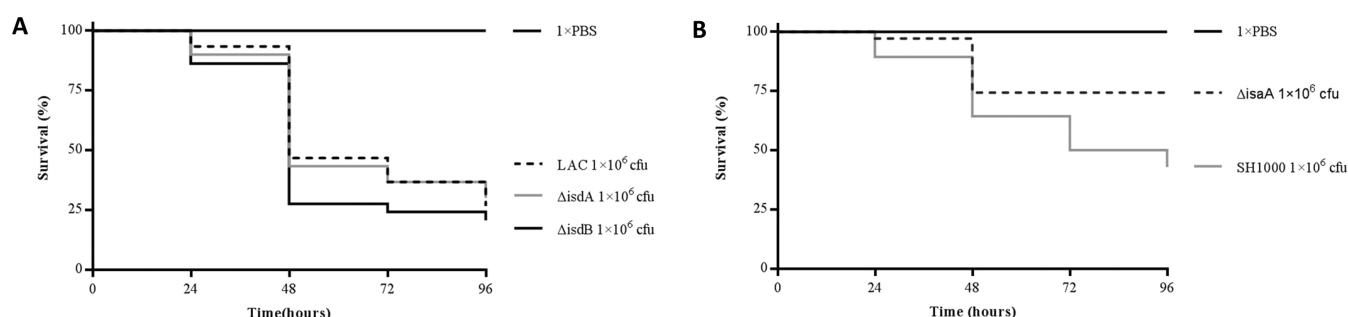 A
Survival (%)
100
75
50
25
0
0 24 48 72 96
Time(hours)
1×PBS
LAC 1×10⁶ cfu
ΔisdA 1×10⁶ cfu
ΔisdB 1×10⁶ cfu
B
Survival (%)
100
75
50
25
0
0 24 48 72 96
Time (hours)
1×PBS
ΔisaA 1×10⁶ cfu
SH1000 1×10⁶ cfu